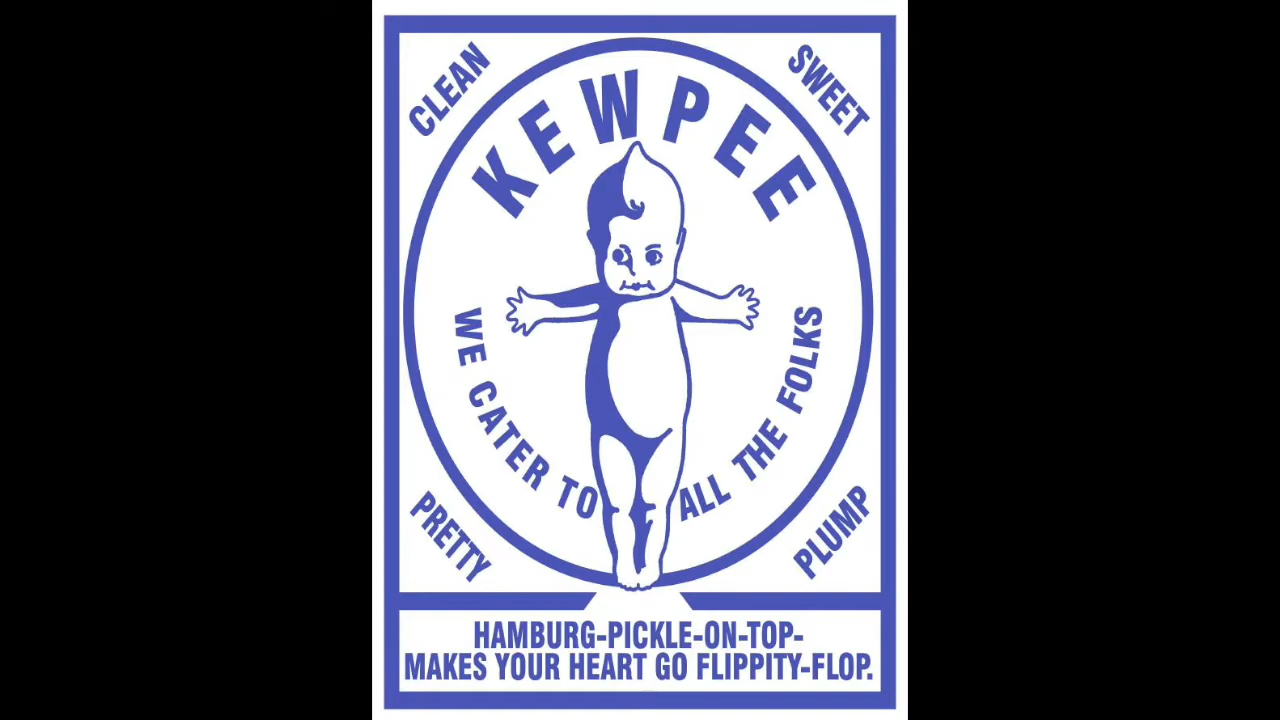 CLEAN
SWEET
KEWPEE
WE CATER TO ALL THE FOLKS
PRETTY
PLUMP
HAMBURG-PICKLE-ON-TOP-
MAKES YOUR HEART GO FLIPPITY-FLOP.